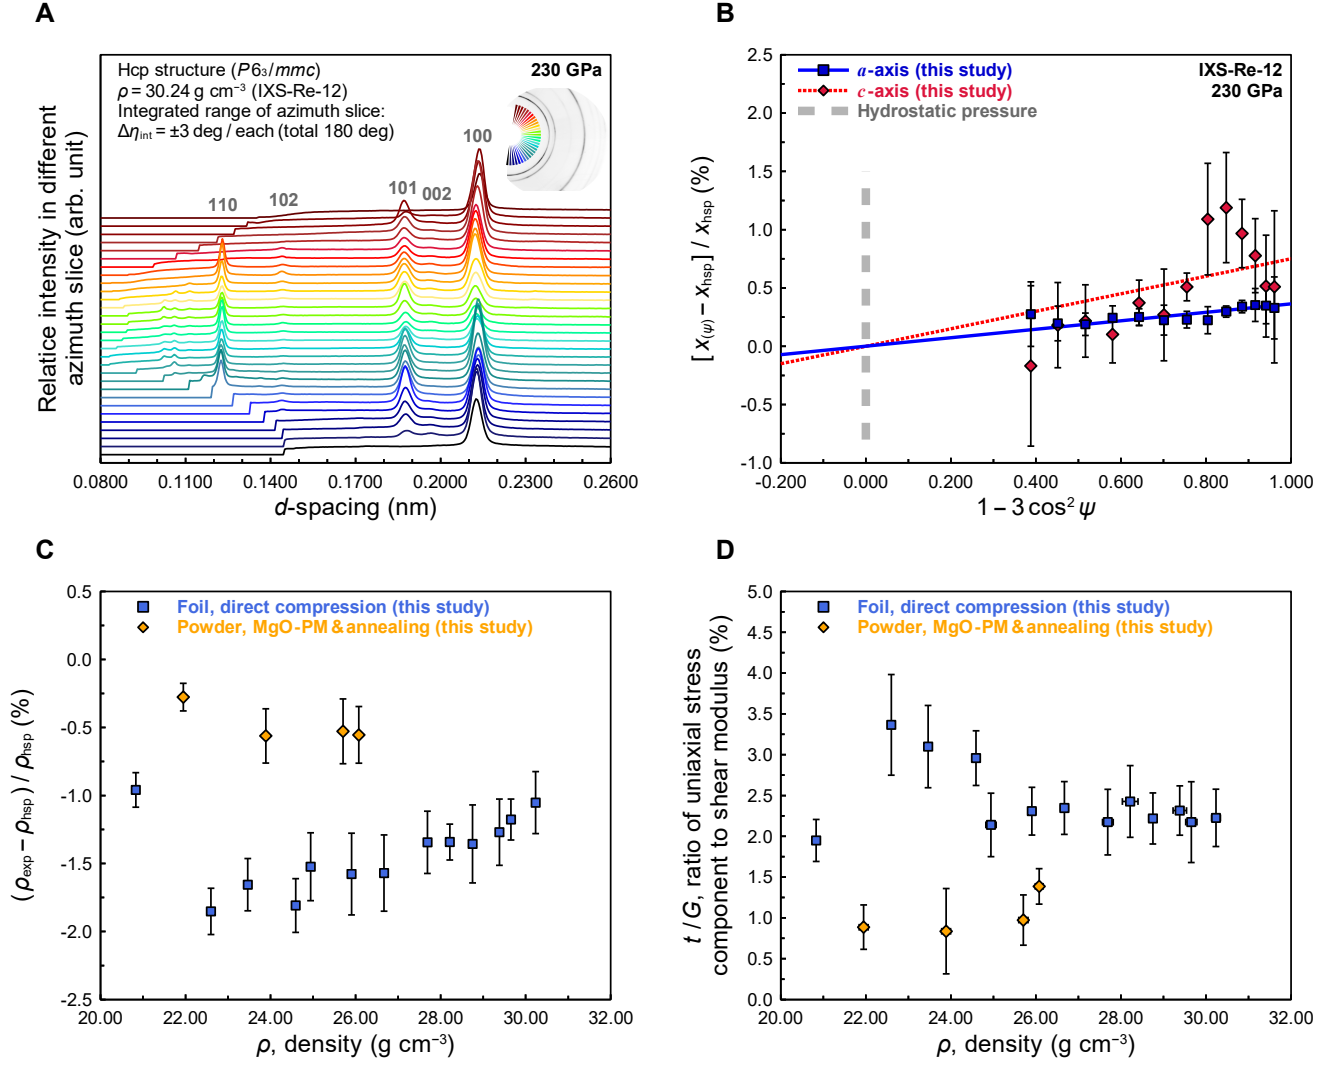 A
Hcp structure (P6₃/mmc)
ρ = 30.24 g cm⁻³ (IXS-Re-12)
Integrated range of azimuth slice:
Δηint = ±3 deg / each (total 180 deg)
230 GPa
100
101
002
102
110
Relatice intensity in different
azimuth slice (arb. unit)
0.0800
0.1100
0.1400
0.1700
0.2000
0.2300
0.2600
d-spacing (nm)
B
a-axis (this study)
c-axis (this study)
Hydrostatic pressure
IXS-Re-12
230 GPa
[ x(ψ) – xhsp] / xhsp (%)
2.5
2.0
1.5
1.0
0.5
0.0
-0.5
-1.0
-0.200
0.000
0.200
0.400
0.600
0.800
1.000
1 – 3 cos² ψ
C
Foil, direct compression (this study)
Powder, MgO-PM & annealing (this study)
(ρexp – ρhsp) / ρhsp (%)
0.5
0.0
-0.5
-1.0
-1.5
-2.0
-2.5
20.00
22.00
24.00
26.00
28.00
30.00
32.00
ρ, density (g cm⁻³)
D
Foil, direct compression (this study)
Powder, MgO-PM & annealing (this study)
t / G, ratio of uniaxial stress
component to shear modulus (%)
5.0
4.5
4.0
3.5
3.0
2.5
2.0
1.5
1.0
0.5
0.0
20.00
22.00
24.00
26.00
28.00
30.00
32.00
ρ, density (g cm⁻³)